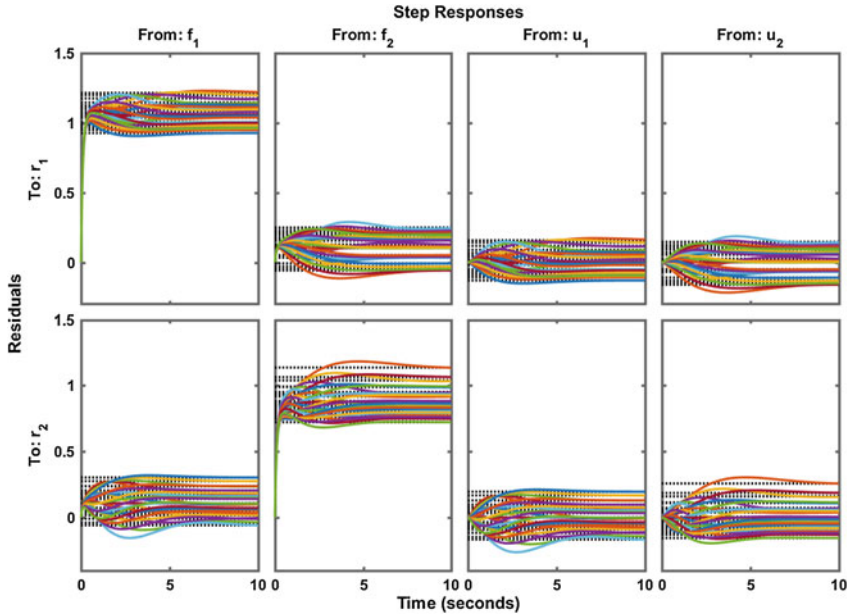 Step Responses
From: f₁ From: f₂ From: u₁ From: u₂
Residuals
To: r₁
1.5
1
0.5
0
To: r₂
1.5
1
0.5
0
0 5 10 0 5 10 0 5 10 0 5 10
Time (seconds)